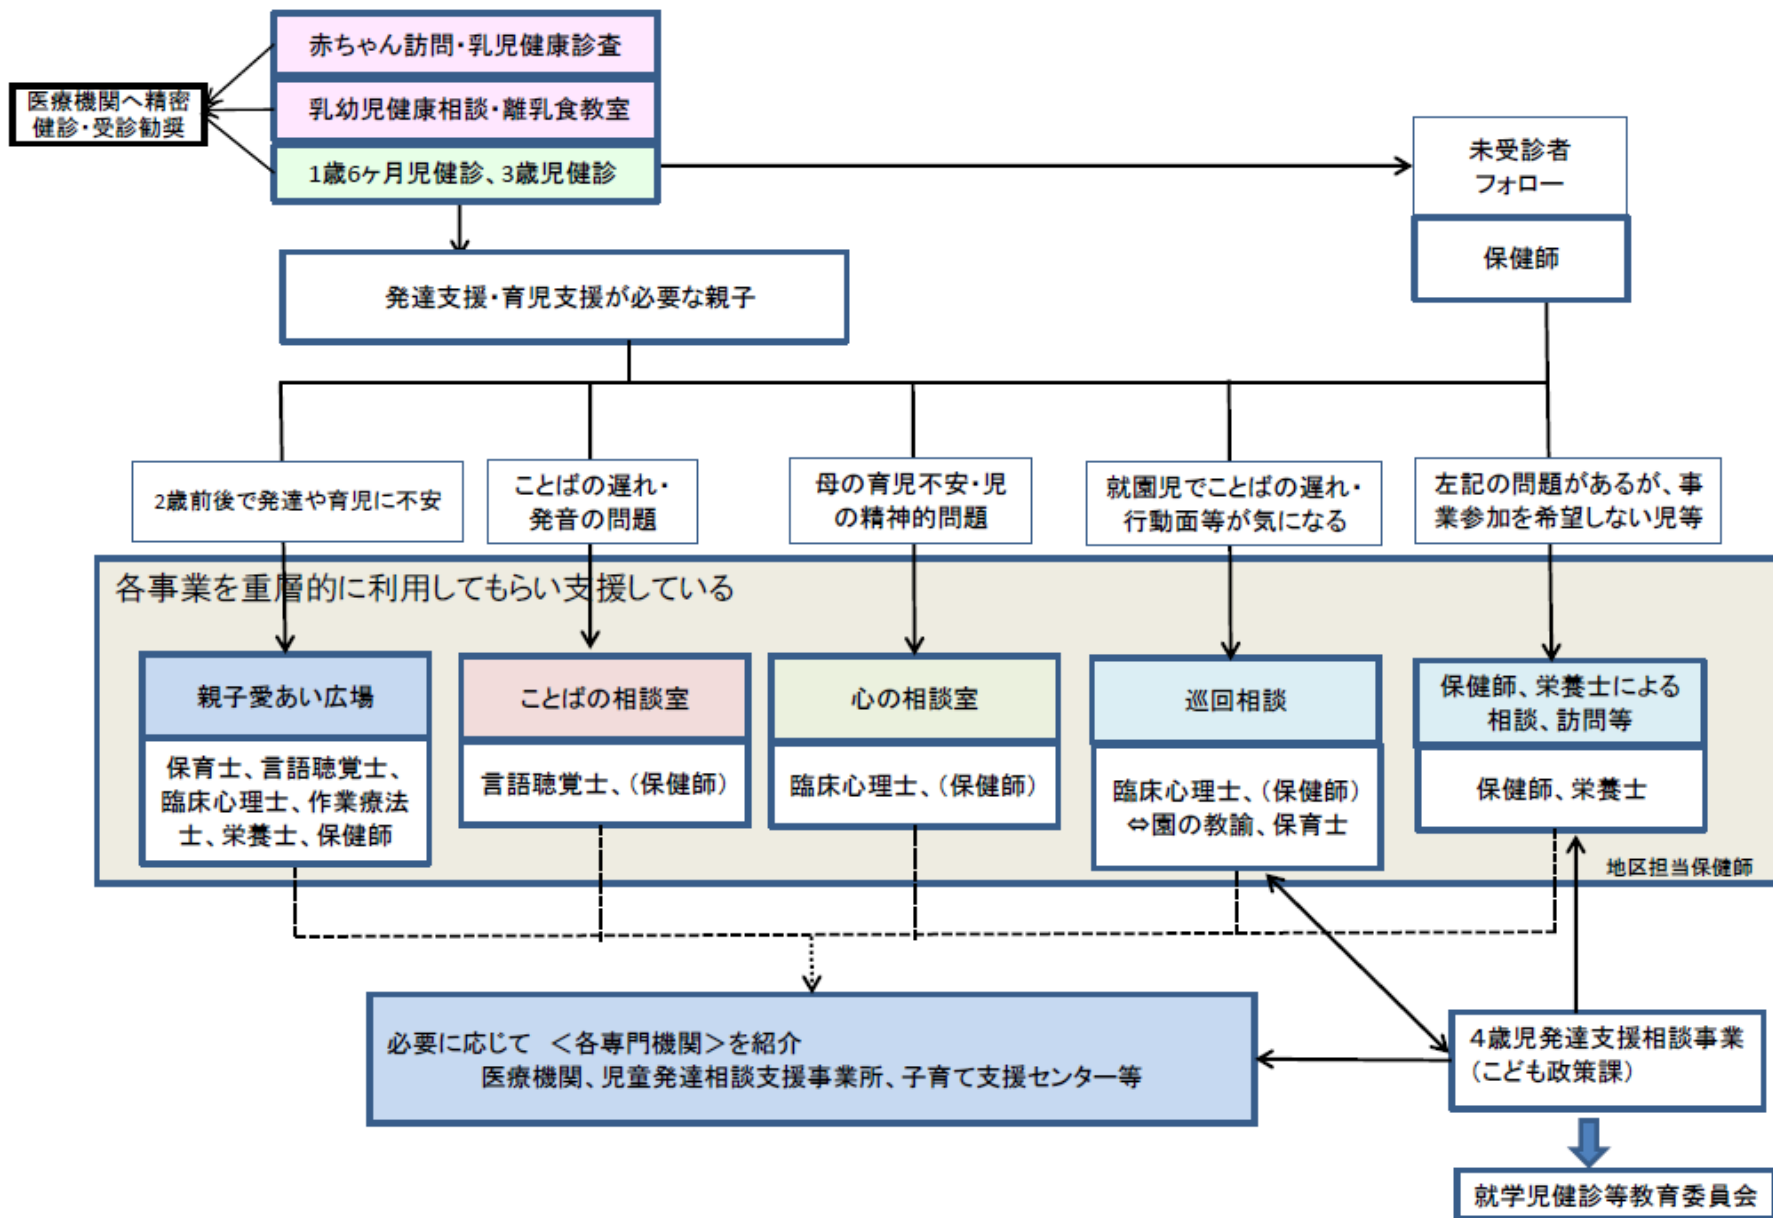 赤ちゃん訪問・乳児健康診査
医療機関へ精密
健診・受診勧奨
乳幼児健康相談・離乳食教室
1歳6ヶ月児健診、3歳児健診
未受診者
フォロー
保健師
発達支援・育児支援が必要な親子
2歳前後で発達や育児に不安
ことばの遅れ・
発音の問題
母の育児不安・児
の精神的問題
就園児でことばの遅れ・
行動面等が気になる
左記の問題があるが、事
業参加を希望しない児等
各事業を重層的に利用してもらい支援している
親子愛あい広場
保育士、言語聴覚士、
臨床心理士、作業療法
士、栄養士、保健師
ことばの相談室
言語聴覚士、（保健師）
心の相談室
臨床心理士、（保健師）
巡回相談
臨床心理士、（保健師）
⇔園の教諭、保育士
保健師、栄養士による
相談、訪問等
保健師、栄養士
地区担当保健師
必要に応じて ＜各専門機関＞を紹介
医療機関、児童発達相談支援事業所、子育て支援センター等
４歳児発達支援相談事業
（こども政策課）
就学児健診等教育委員会